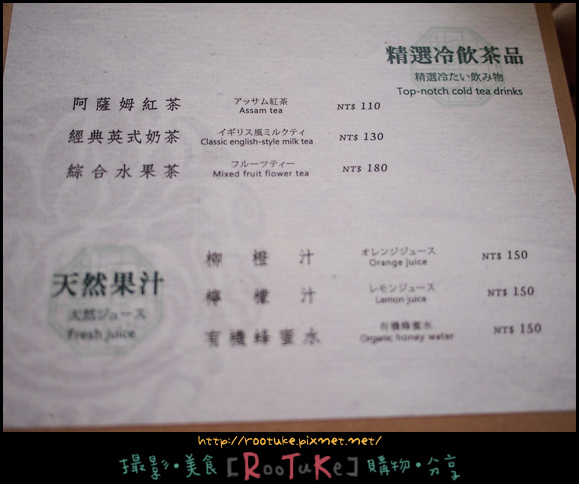 精選冷飲茶品
精選冷たい飲み物
Top-notch cold tea drinks
阿薩姆紅茶 アッサム紅茶 NT$ 110
Assam tea
經典英式奶茶 イギリス風ミルクティ NT$ 130
Classic english-style milk tea
綜合水果茶 フルーツティー NT$ 180
Mixed fruit flower tea
天然果汁
天然ジュース
Fresh juice
柳橙汁 オレンジジュース NT$ 150
Orange juice
檸檬汁 レモンジュース NT$ 150
Lemon juice
有機蜂蜜水 有機蜂蜜水 NT$ 150
Organic honey water
http://rootuke.pixnet.net/
攝影•美食[RooTuKe]購物•分享